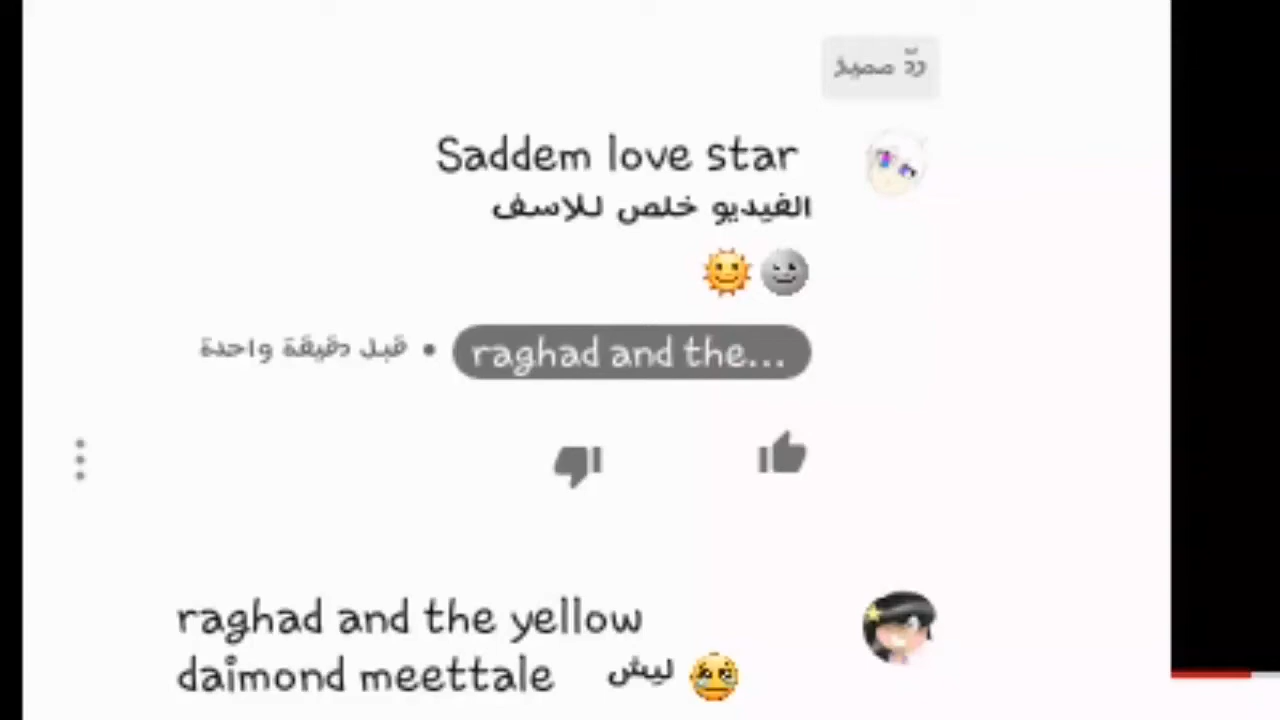 ردّ مميز
Saddem love star
الفيديو خلص للاسف
raghad and the...
• قبل دقيقة واحدة
raghad and the yellow
daimond meettale ليش